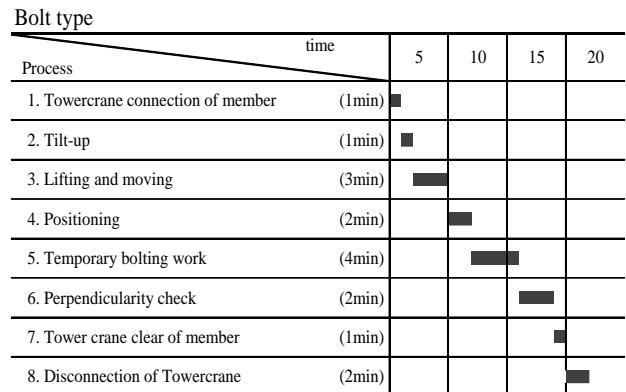 Bolt type
time
Process
5 10 15 20
1. Towercrane connection of member (1min)
2. Tilt-up (1min)
3. Lifting and moving (3min)
4. Positioning (2min)
5. Temporary bolting work (4min)
6. Perpendicularity check (2min)
7. Tower crane clear of member (1min)
8. Disconnection of Towercrane (2min)